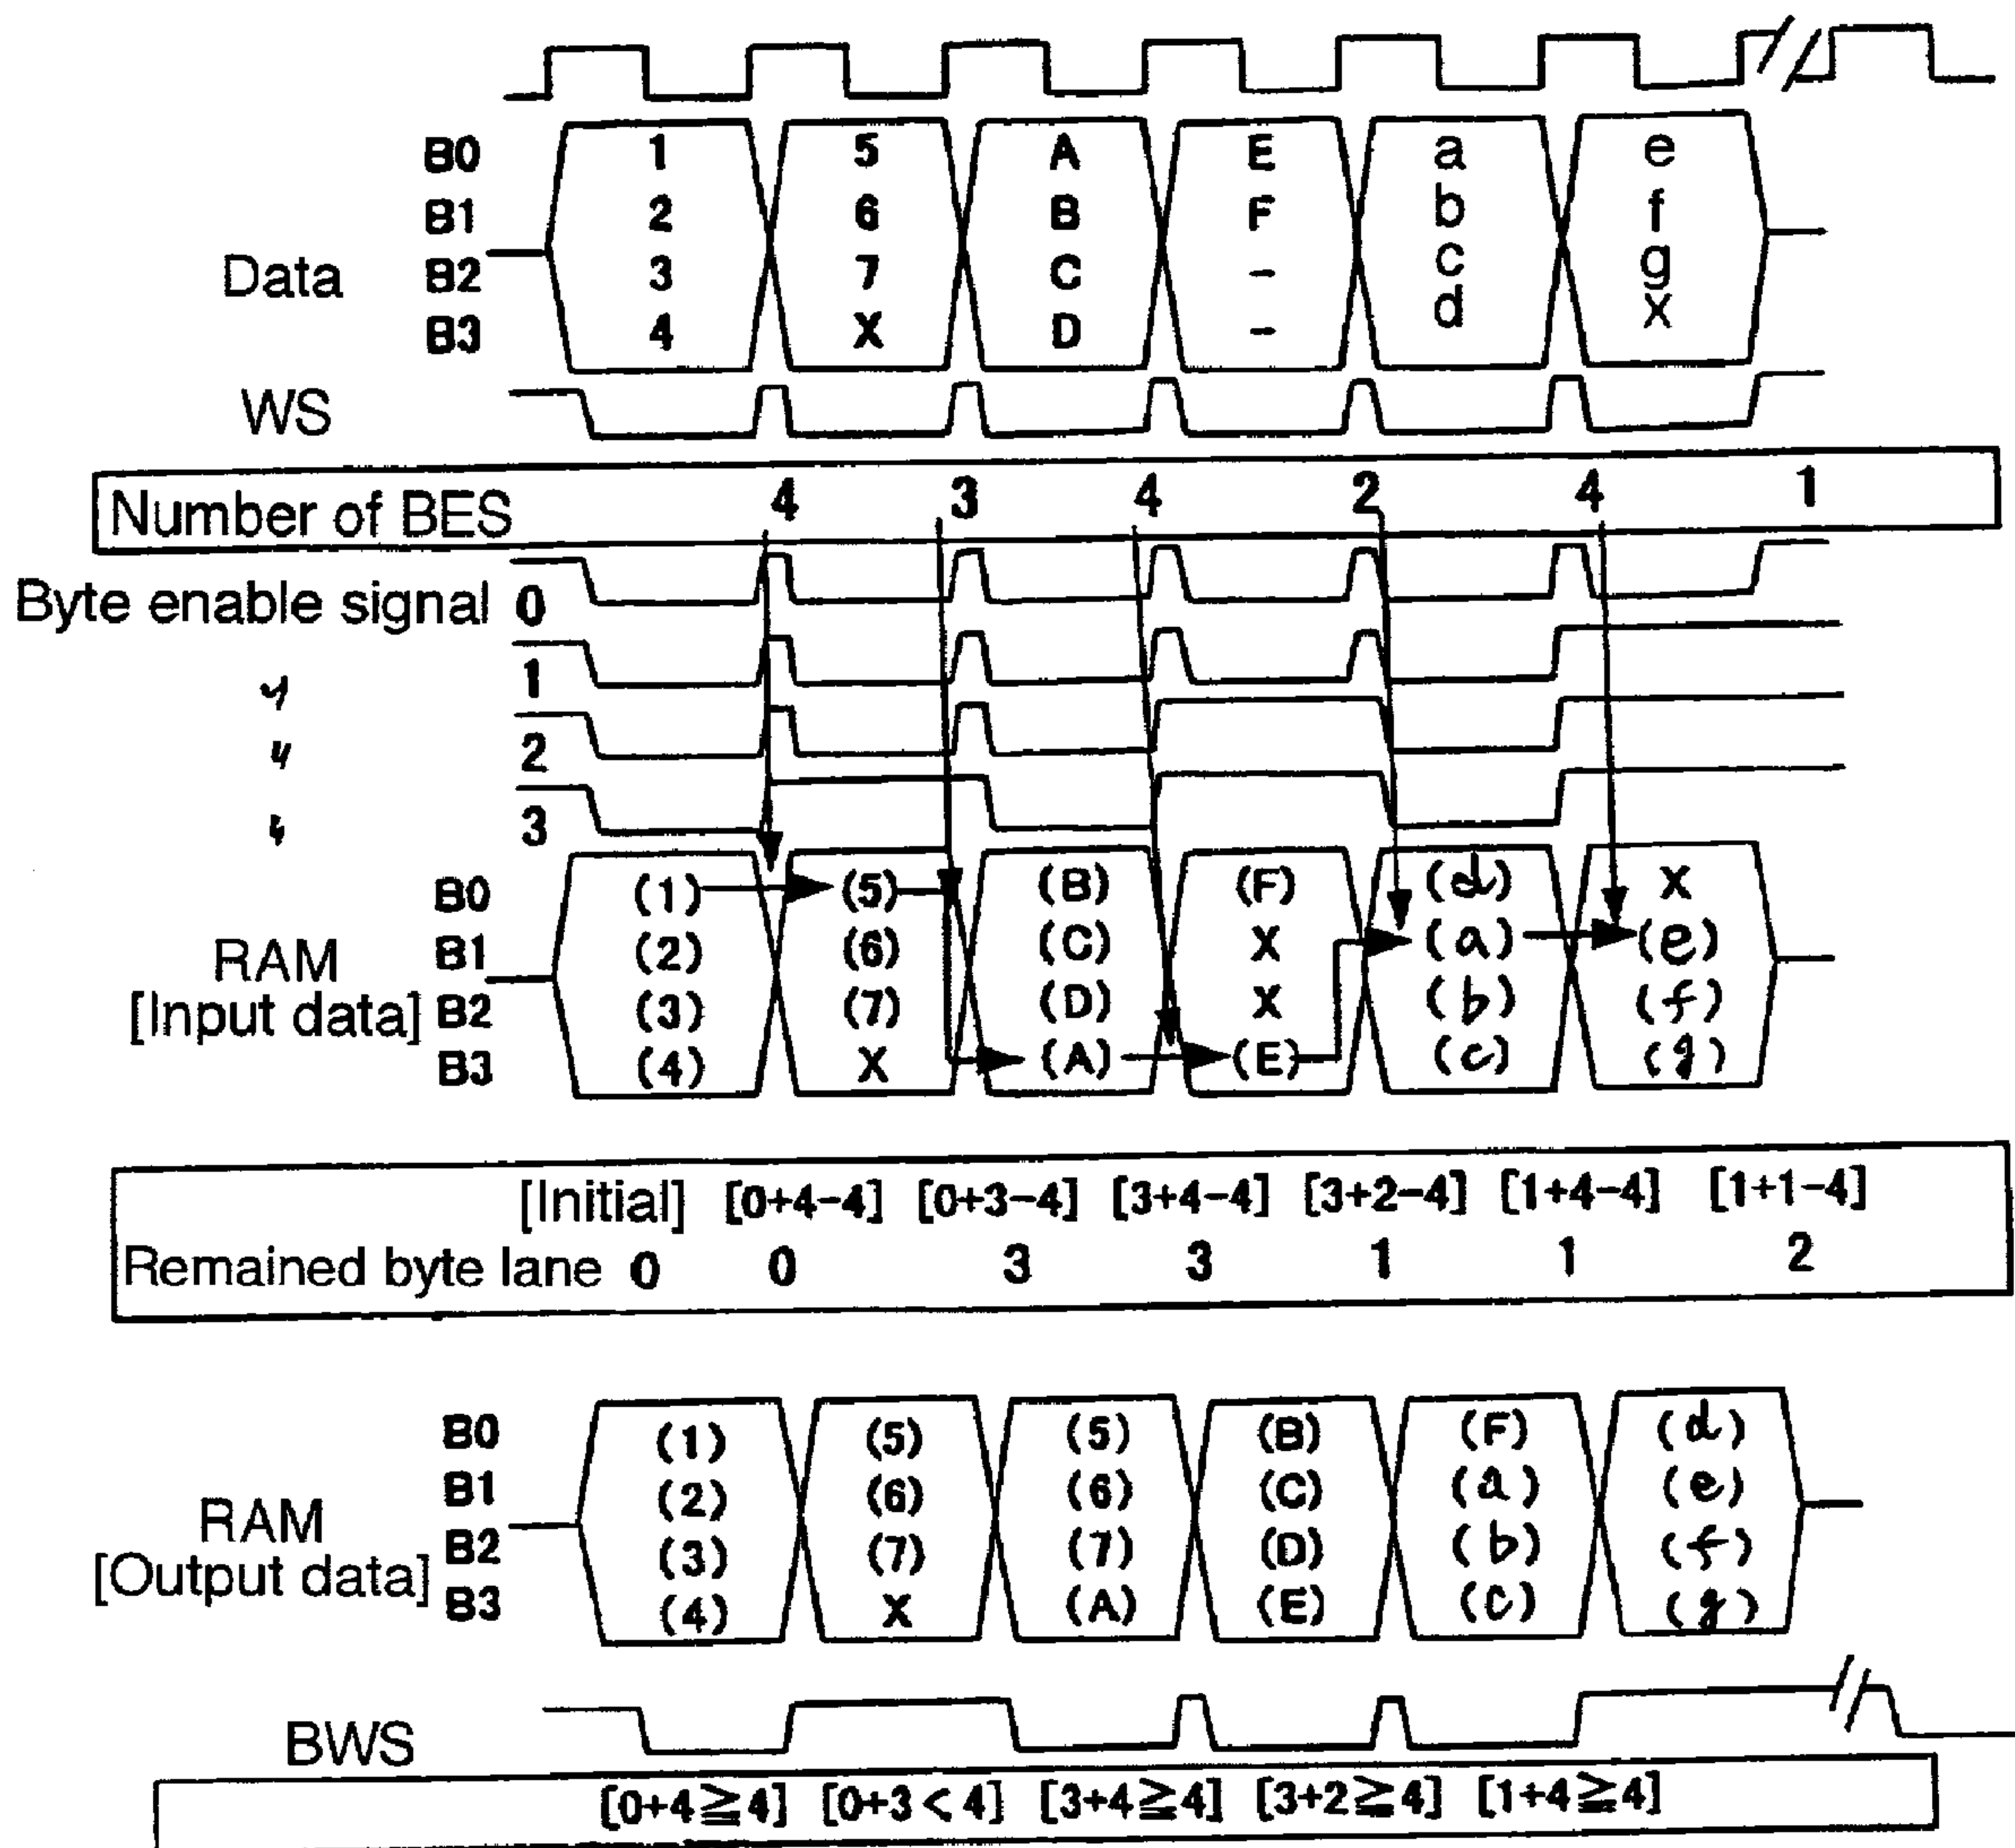 B0 1 5 A E a e
B1 2 6 B F b f
Data B2 3 7 C - c g
B3 4 X D - d x
WS
Number of BES 4 3 4 2 4 1
Byte enable signal 0
〃 1
〃 2
〃 3
B0 (1) (5) (B) (F) (d) X
RAM B1 (2) (6) (C) X (a) (e)
[Input data] B2 (3) (7) (D) X (b) (f)
B3 (4) X (A) (E) (c) (g)
[Initial] [0+4-4] [0+3-4] [3+4-4] [3+2-4] [1+4-4] [1+1-4]
Remained byte lane 0 0 3 3 1 1 2
B0 (1) (5) (5) (B) (F) (d)
B1 (2) (6) (6) (C) (a) (e)
RAM
[Output data] B2 (3) (7) (7) (D) (b) (f)
B3 (4) X (A) (E) (c) (g)
BWS
[0+4≧4] [0+3<4] [3+4≧4] [3+2≧4] [1+4≧4]